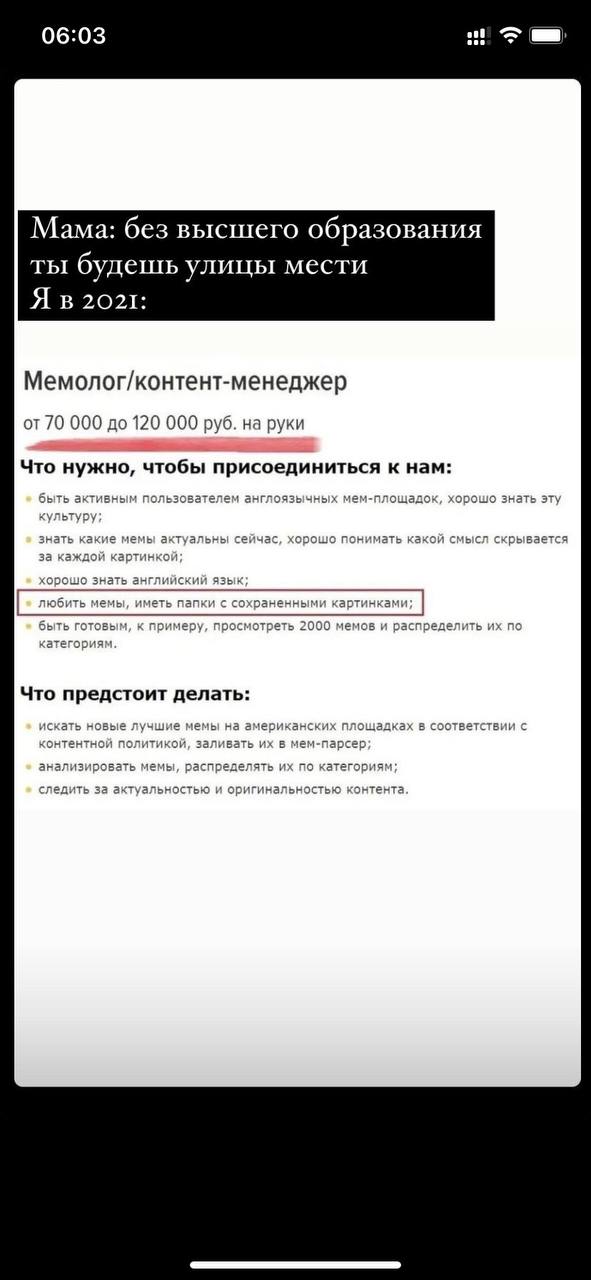 06:03
Мама: без высшего образования
ты будешь улицы мести
Я в 2021:
Мемолог/контент-менеджер
от 70 000 до 120 000 руб. на руки
Что нужно, чтобы присоединиться к нам:
быть активным пользователем англоязычных мем-площадок, хорошо знать эту
культуру;
знать какие мемы актуальны сейчас, хорошо понимать какой смысл скрывается
за каждой картинкой;
хорошо знать английский язык;
любить мемы, иметь папки с сохраненными картинками;
быть готовым, к примеру, просмотреть 2000 мемов и распределить их по
категориям.
Что предстоит делать:
искать новые лучшие мемы на американских площадках в соответствии с
контентной политикой, заливать их в мем-парсер;
анализировать мемы, распределять их по категориям;
следить за актуальностью и оригинальностью контента.